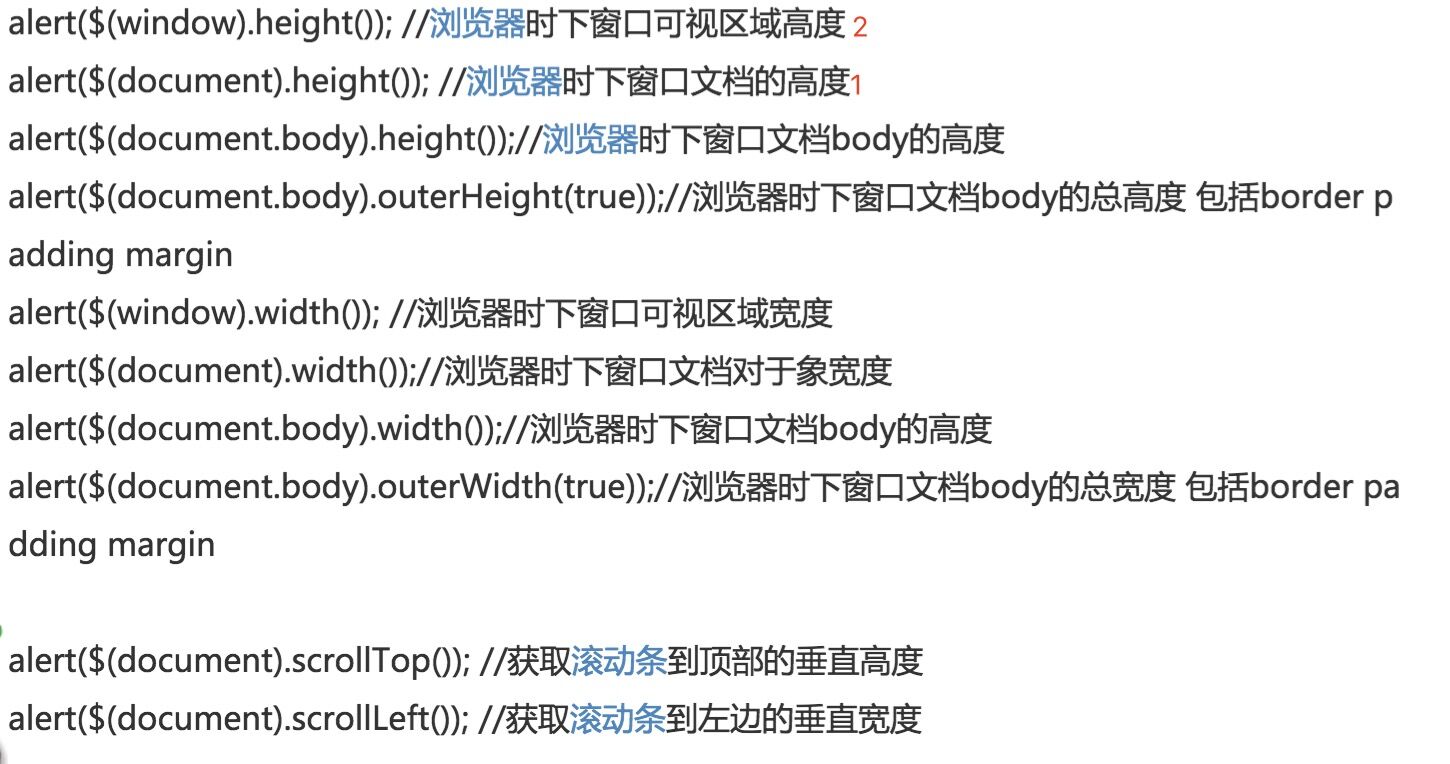 alert($(window).height()); //浏览器时下窗口可视区域高度 2
alert($(document).height()); //浏览器时下窗口文档的高度1
alert($(document.body).height());//浏览器时下窗口文档body的高度
alert($(document.body).outerHeight(true));//浏览器时下窗口文档body的总高度 包括border p
adding margin
alert($(window).width()); //浏览器时下窗口可视区域宽度
alert($(document).width());//浏览器时下窗口文档对于象宽度
alert($(document.body).width());//浏览器时下窗口文档body的高度
alert($(document.body).outerWidth(true));//浏览器时下窗口文档body的总宽度 包括border pa
dding margin
alert($(document).scrollTop()); //获取滚动条到顶部的垂直高度
alert($(document).scrollLeft()); //获取滚动条到左边的垂直宽度